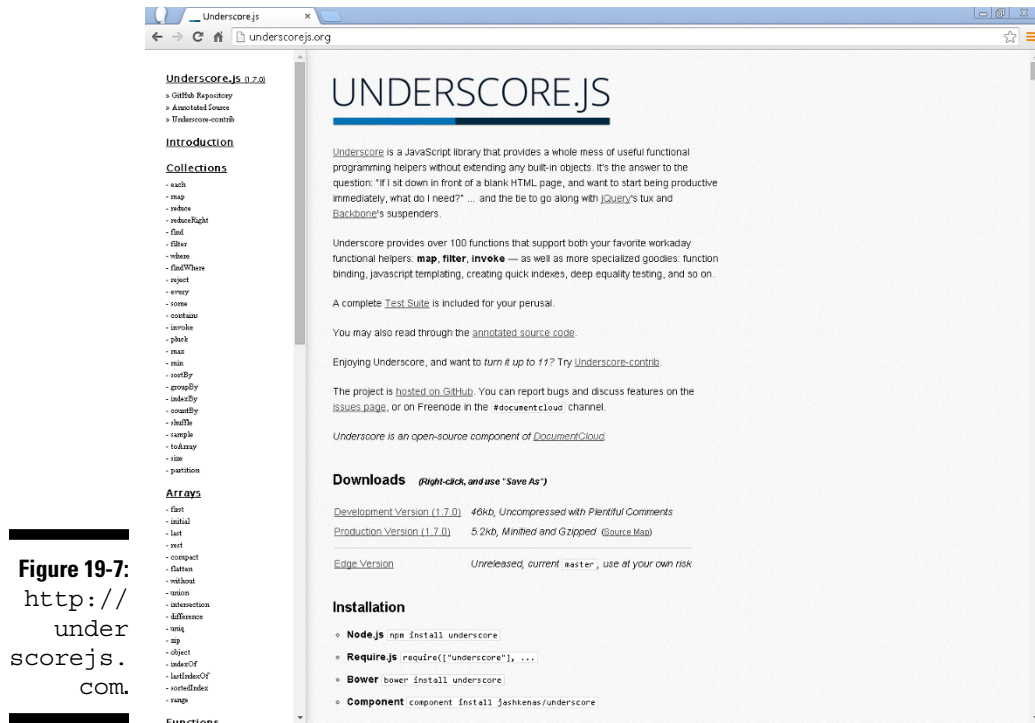 Underscore.js
underscorejs.org
Underscore.js (1.7.0)
» GitHub Repository
» Annotated Source
» Underscore-contrib
Introduction
Collections
- each
- map
- reduce
- reduceRight
- find
- filter
- where
- findWhere
- reject
- every
- some
- contains
- invoke
- pluck
- max
- min
- sortBy
- groupBy
- indexBy
- countBy
- shuffle
- sample
- toArray
- size
- partition
Arrays
- first
- initial
- last
- rest
- compact
- flatten
- without
- union
- intersection
- difference
- uniq
- zip
- object
- indexOf
- lastIndexOf
- sortedIndex
- range
Functions
UNDERSCORE.JS
Underscore is a JavaScript library that provides a whole mess of useful functional
programming helpers without extending any built-in objects. It's the answer to the
question: "If I sit down in front of a blank HTML page, and want to start being productive
immediately, what do I need?" ... and the tie to go along with jQuery's tux and
Backbone's suspenders.
Underscore provides over 100 functions that support both your favorite workaday
functional helpers: map, filter, invoke — as well as more specialized goodies: function
binding, javascript templating, creating quick indexes, deep equality testing, and so on.
A complete Test Suite is included for your perusal.
You may also read through the annotated source code.
Enjoying Underscore, and want to turn it up to 11? Try Underscore-contrib.
The project is hosted on GitHub. You can report bugs and discuss features on the
issues page, or on Freenode in the #documentcloud channel.
Underscore is an open-source component of DocumentCloud.
Downloads (Right-click, and use "Save As")
Development Version (1.7.0) 46kb, Uncompressed with Plentiful Comments
Production Version (1.7.0) 5.2kb, Minified and Gzipped (Source Map)
Edge Version Unreleased, current master, use at your own risk
Installation
Node.js npm install underscore
Require.js require(["underscore"], ...
Bower bower install underscore
Component component install jashkenas/underscore
Figure 19-7:
http://
under
scorejs.
com.